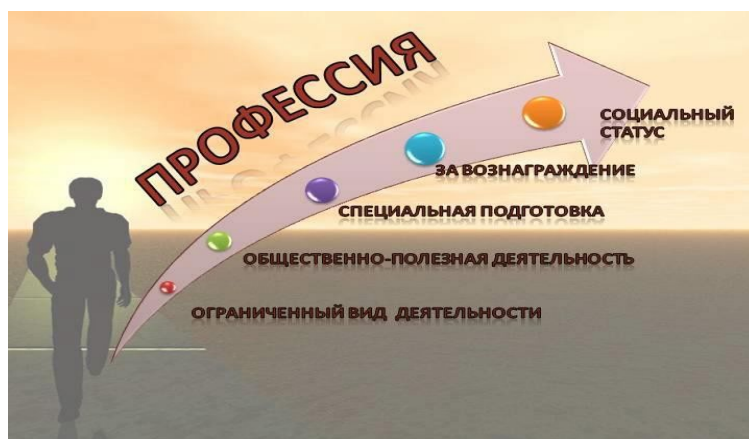 ПРОФЕССИЯ
СОЦИАЛЬНЫЙ
СТАТУС
ЗА ВОЗНАГРАЖДЕНИЕ
СПЕЦИАЛЬНАЯ ПОДГОТОВКА
ОБЩЕСТВЕННО-ПОЛЕЗНАЯ ДЕЯТЕЛЬНОСТЬ
ОГРАНИЧЕННЫЙ ВИД ДЕЯТЕЛЬНОСТИ